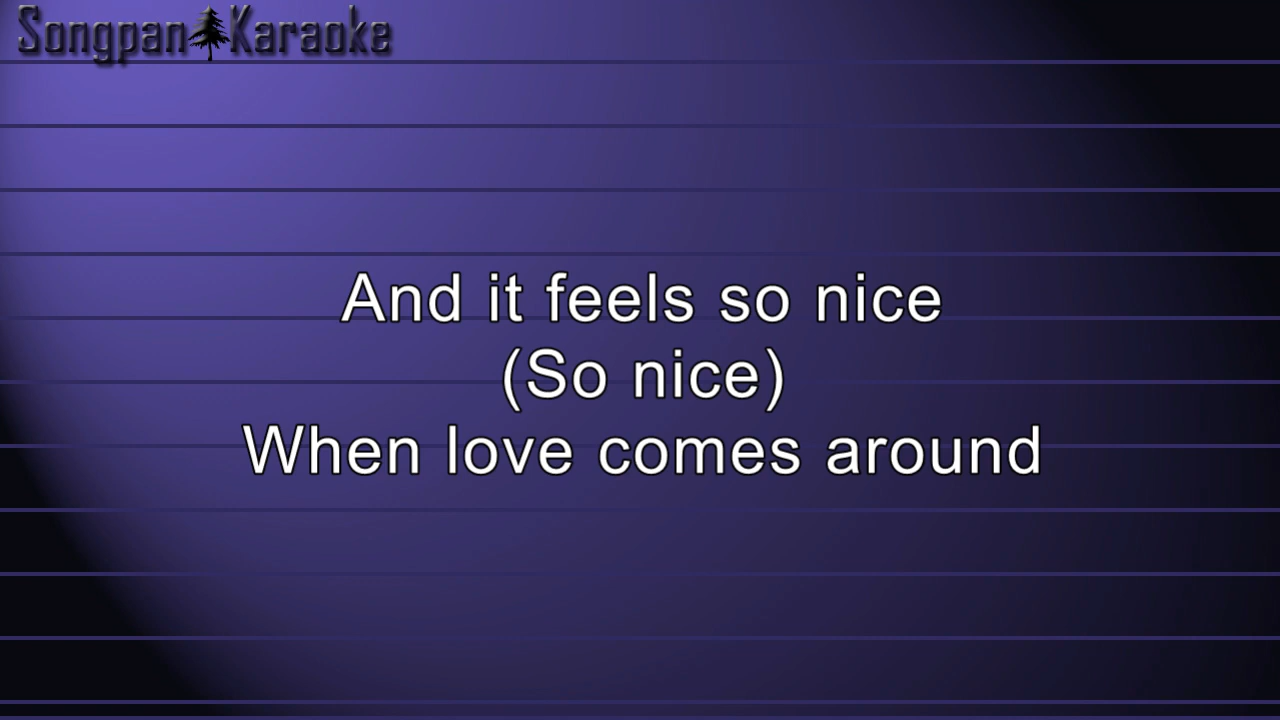 Songpan Karaoke
And it feels so nice
(So nice)
When love comes around